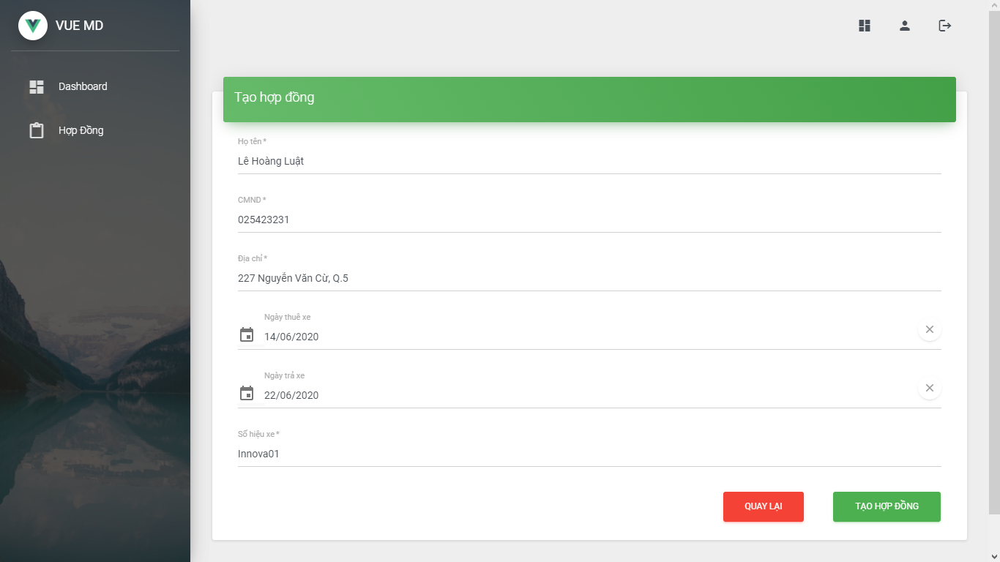 VUE MD
Dashboard
Hợp Đồng
Tạo hợp đồng
Họ tên *
Lê Hoàng Luật
CMND *
025423231
Địa chỉ *
227 Nguyễn Văn Cừ, Q.5
Ngày thuê xe
14/06/2020
Ngày trả xe
22/06/2020
Số hiệu xe *
Innova01
QUAY LẠI
TẠO HỢP ĐỒNG